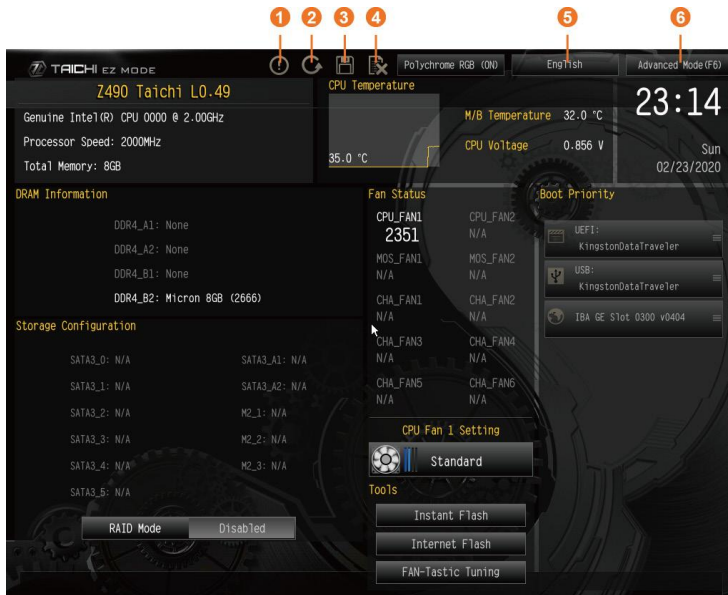 1 2 3 4 5 6
TAICHI EZ MODE
Polychrome RGB (ON)
English
Advanced Mode(F6)
Z490 Taichi L0.49
Genuine Intel(R) CPU 0000 @ 2.00GHz
Processor Speed: 2000MHz
Total Memory: 8GB
CPU Temperature
35.0 °C
M/B Temperature 32.0 °C
CPU Voltage 0.856 V
23:14
Sun
02/23/2020
DRAM Information
DDR4_A1: None
DDR4_A2: None
DDR4_B1: None
DDR4_B2: Micron 8GB (2666)
Storage Configuration
SATA3_0: N/A SATA3_A1: N/A
SATA3_1: N/A SATA3_A2: N/A
SATA3_2: N/A M2_1: N/A
SATA3_3: N/A M2_2: N/A
SATA3_4: N/A M2_3: N/A
SATA3_5: N/A
RAID Mode Disabled
Fan Status
CPU_FAN1 CPU_FAN2
2351 N/A
MOS_FAN1 MOS_FAN2
N/A N/A
CHA_FAN1 CHA_FAN2
N/A N/A
CHA_FAN3 CHA_FAN4
N/A N/A
CHA_FAN5 CHA_FAN6
N/A N/A
CPU Fan 1 Setting
Standard
Tools
Instant Flash
Internet Flash
FAN-Tastic Tuning
Boot Priority
UEFI:
KingstonDataTraveler
USB:
KingstonDataTraveler
IBA GE Slot 0300 v0404